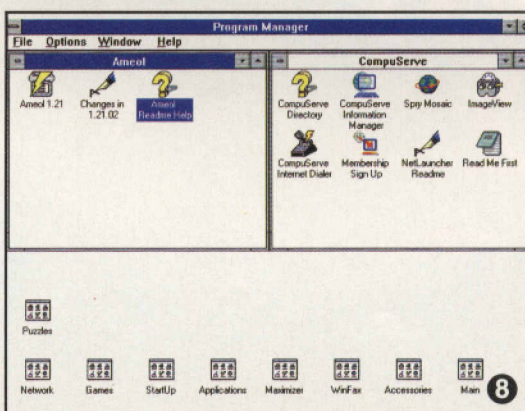 Program Manager
File Options Window Help
Ameol
Ameol 1.21
Changes in
1.21.02
Ameol
Readme Help
CompuServe
CompuServe
Directory
CompuServe
Information
Manager
Spry Mosaic
ImageView
CompuServe
Internet Dialer
Membership
Sign Up
NetLauncher
Readme
Read Me First
Puzzles
Network
Games
StartUp
Applications
Maximizer
WinFax
Accessories
Main
8